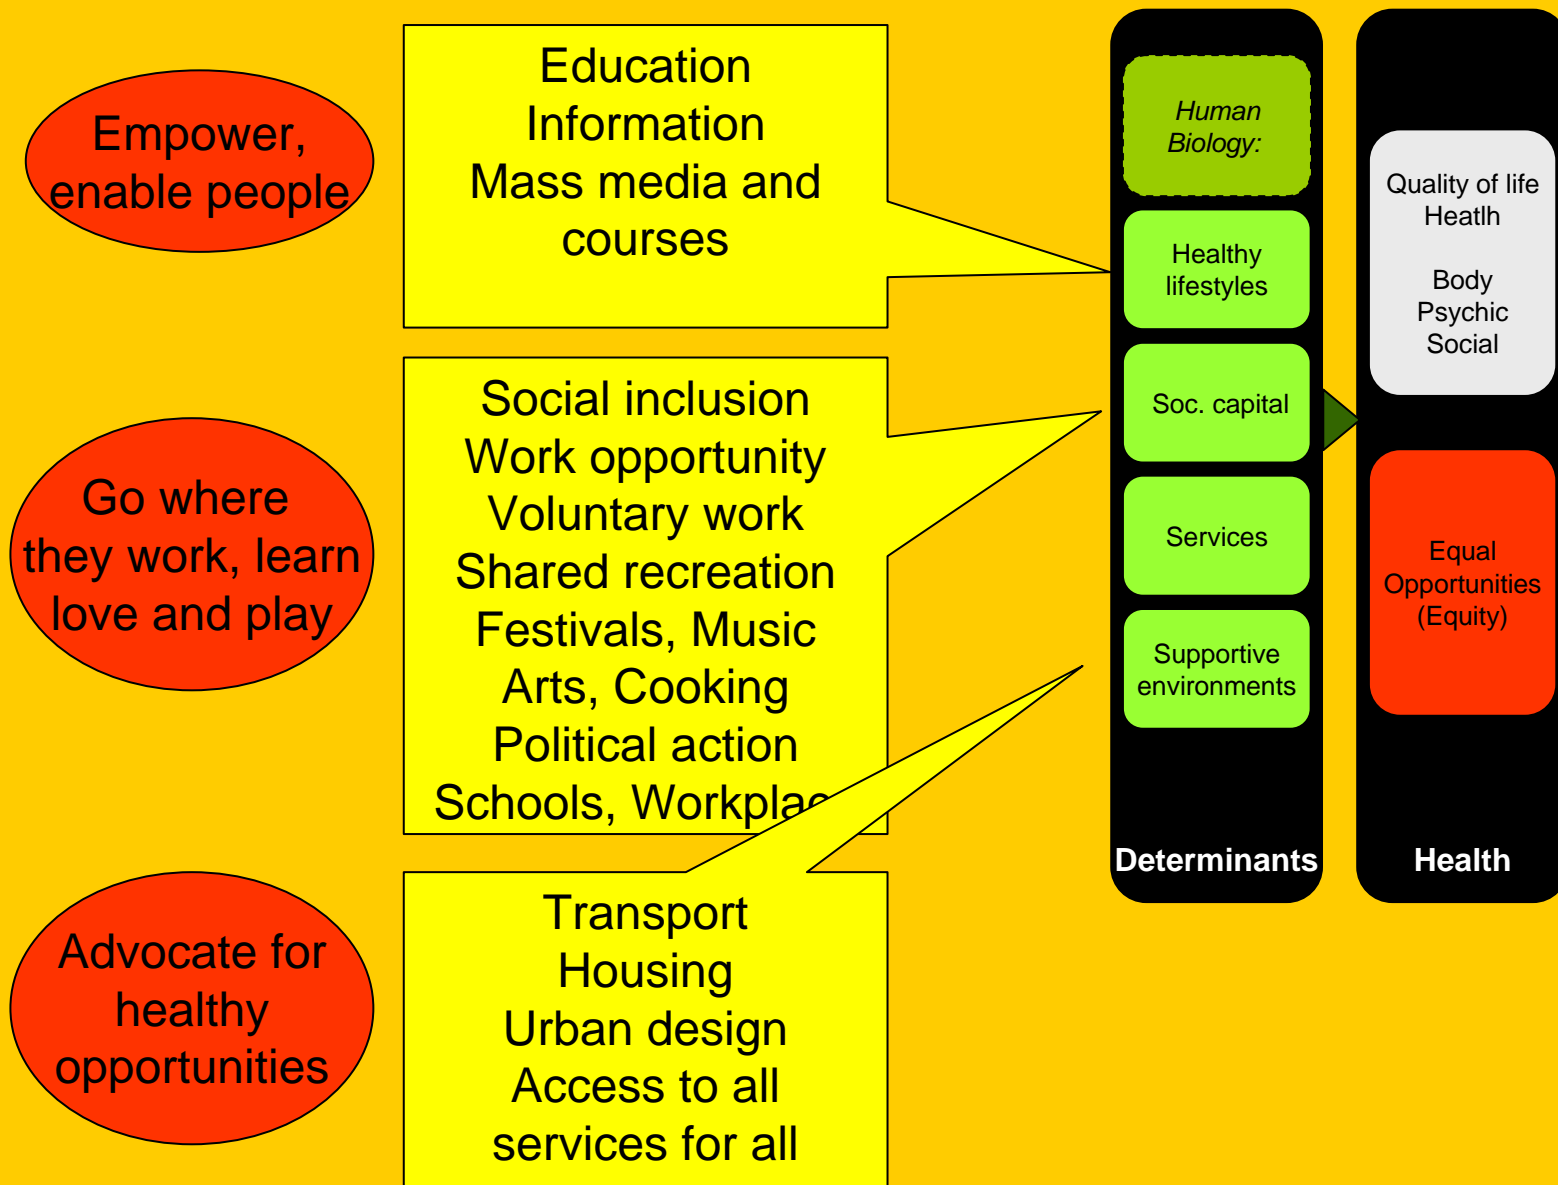 Empower,
enable people
Education
Information
Mass media and
courses
Go where
they work, learn
love and play
Social inclusion
Work opportunity
Voluntary work
Shared recreation
Festivals, Music
Arts, Cooking
Political action
Schools, Workplac
Advocate for
healthy
opportunities
Transport
Housing
Urban design
Access to all
services for all
Human
Biology:
Healthy
lifestyles
Soc. capital
Services
Supportive
environments
Determinants
Quality of life
Heatlh
Body
Psychic
Social
Equal
Opportunities
(Equity)
Health